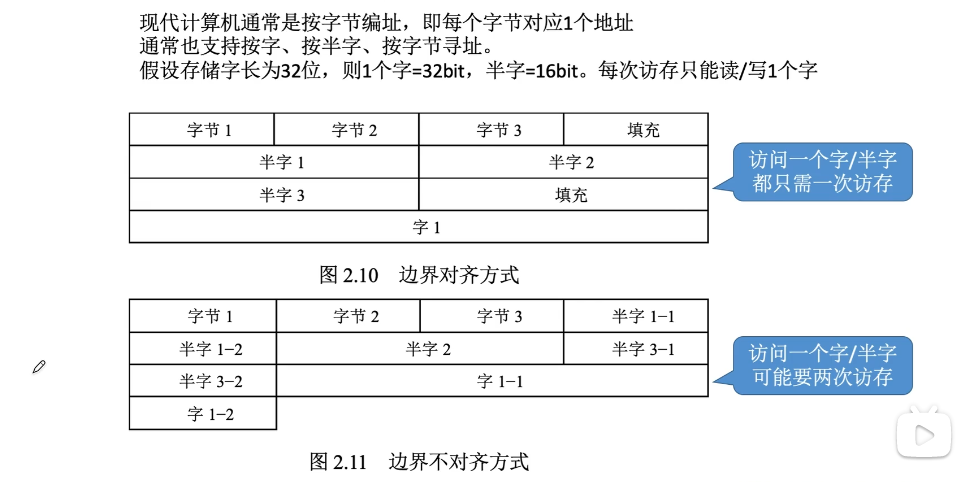 现代计算机通常是按字节编址，即每个字节对应1个地址
通常也支持按字、按半字、按字节寻址。
假设存储字长为32位，则1个字=32bit，半字=16bit。每次访存只能读/写1个字
字节 1 字节 2 字节 3 填充
半字 1 半字 2
半字 3 填充
字 1
访问一个字/半字
都只需一次访存
图 2.10 边界对齐方式
字节 1 字节 2 字节 3 半字 1−1
半字 1−2 半字 2 半字 3−1
半字 3−2 字 1−1
字 1−2
访问一个字/半字
可能要两次访存
图 2.11 边界不对齐方式